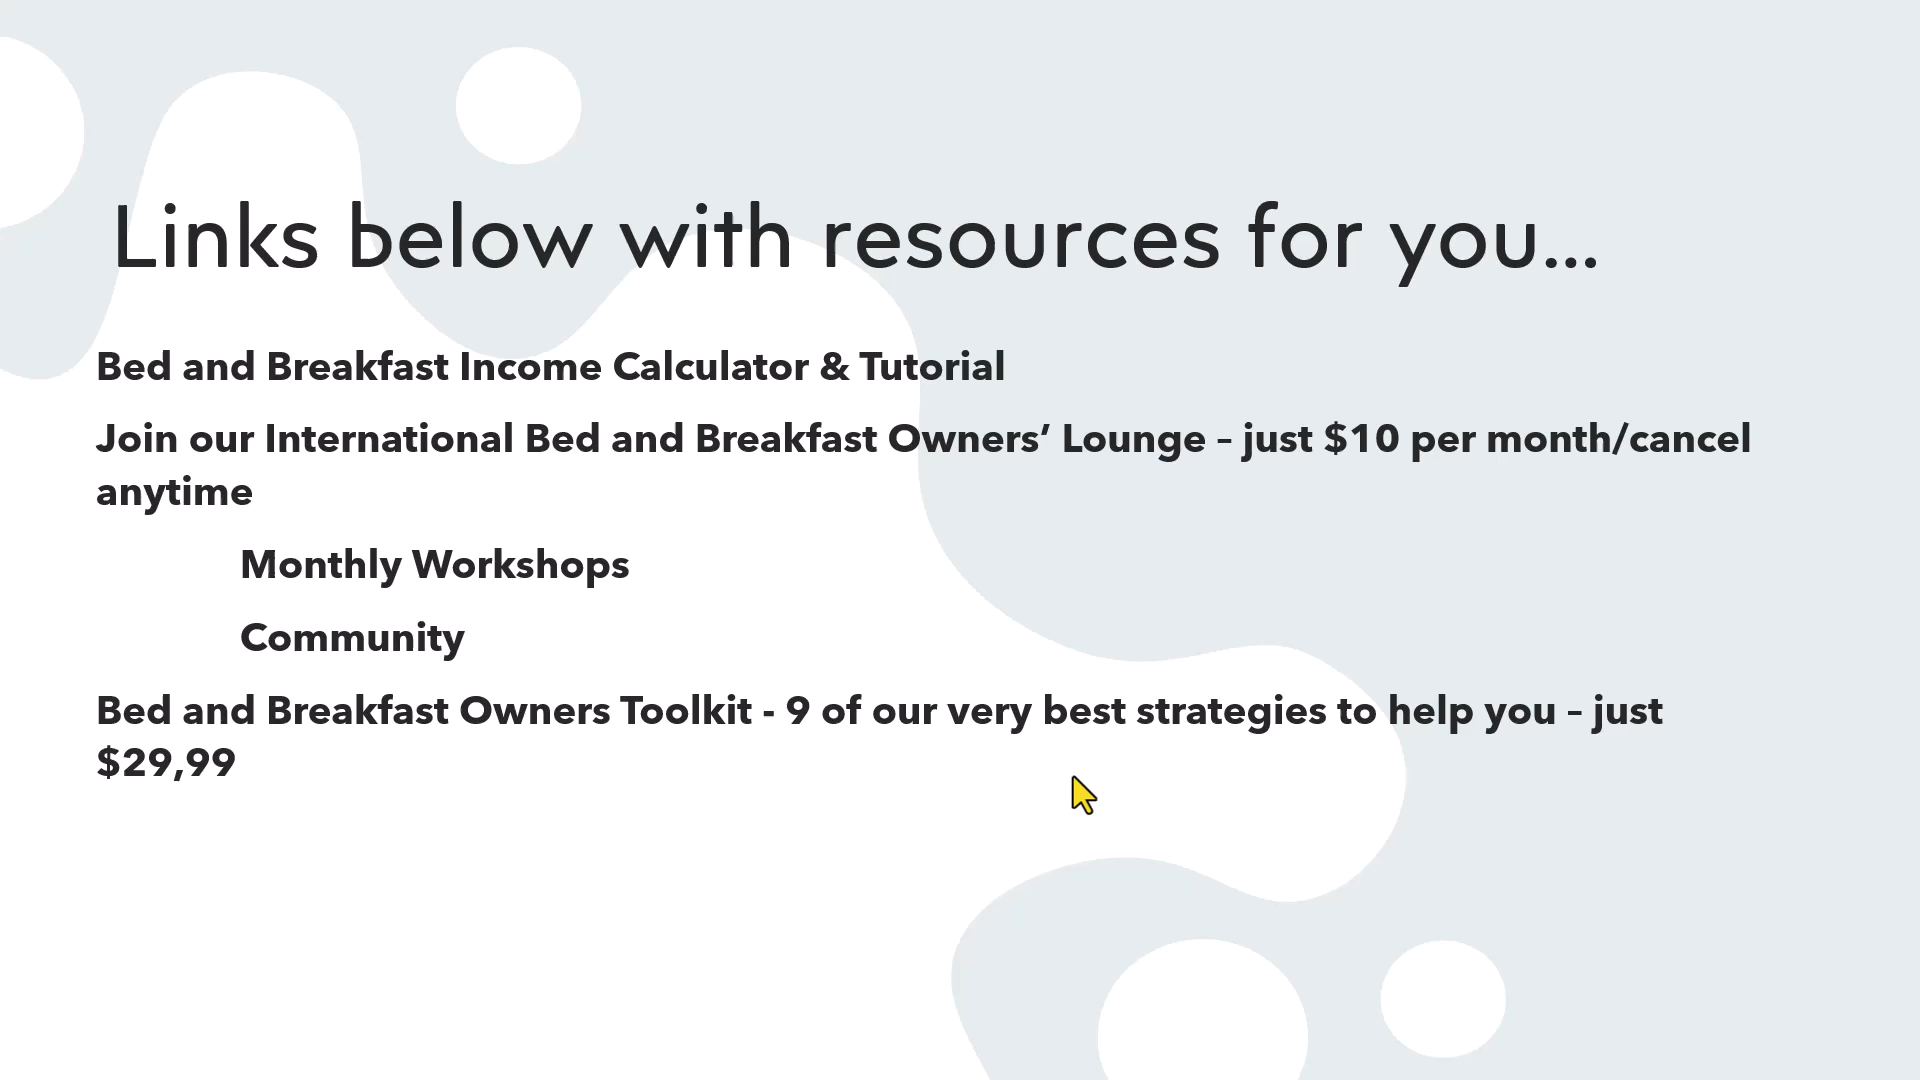 Links below with resources for you...
Bed and Breakfast Income Calculator & Tutorial
Join our International Bed and Breakfast Owners’ Lounge – just $10 per month/cancel
anytime
Monthly Workshops
Community
Bed and Breakfast Owners Toolkit - 9 of our very best strategies to help you – just
$29,99